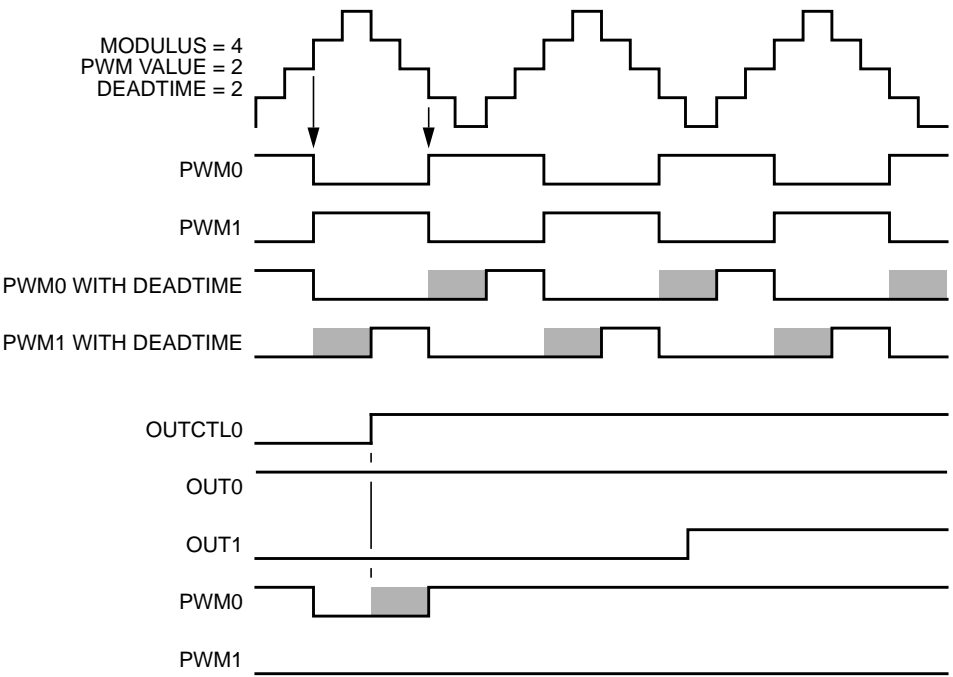 MODULUS = 4
PWM VALUE = 2
DEADTIME = 2
PWM0
PWM1
PWM0 WITH DEADTIME
PWM1 WITH DEADTIME
OUTCTL0
OUT0
OUT1
PWM0
PWM1